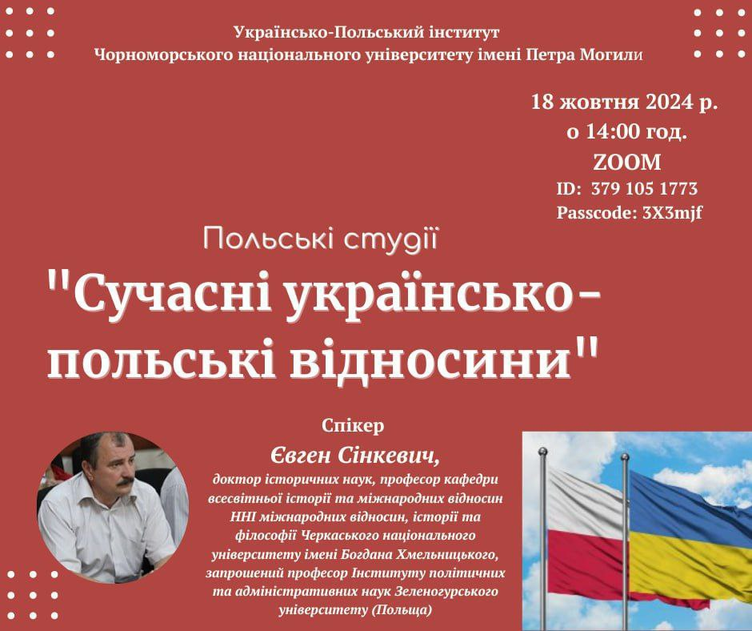 Українсько-Польський інститут
Чорноморського національного університету імені Петра Могили
18 жовтня 2024 р.
о 14:00 год.
ZOOM
ID: 379 105 1773
Passcode: 3X3mjf
Польські студії
"Сучасні українсько-
польські відносини"
Спікер
Євген Сінкевич,
доктор історичних наук, професор кафедри
всесвітньої історії та міжнародних відносин
ННІ міжнародних відносин, історії та
філософії Черкаського національного
університету імені Богдана Хмельницького,
запрошений професор Інституту політичних
та адміністративних наук Зеленогурського
університету (Польща)